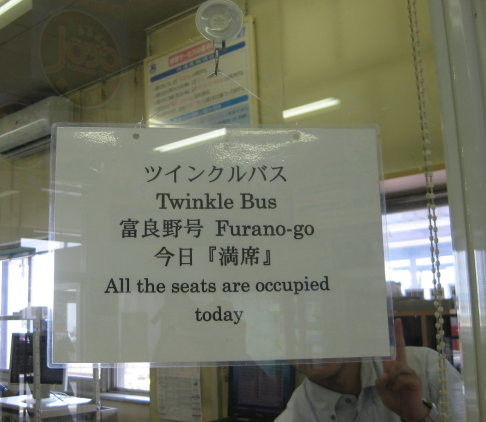 ツインクルバス
Twinkle Bus
富良野号 Furano-go
今日『満席』
All the seats are occupied
today